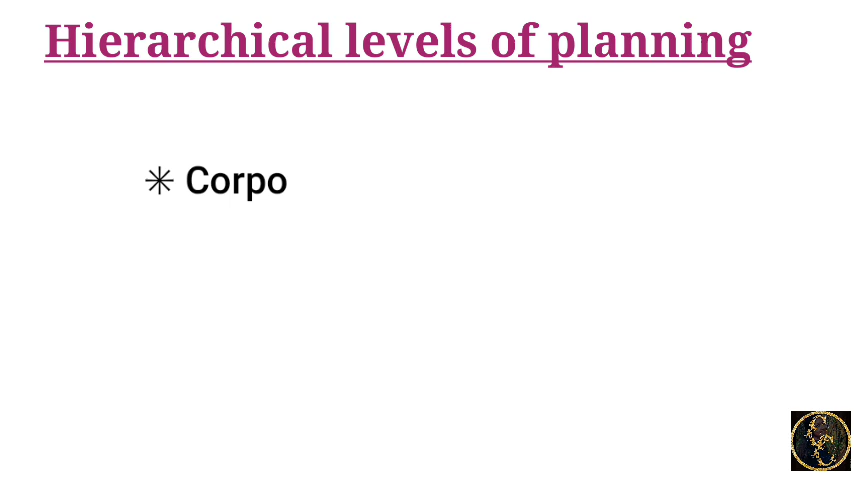 Hierarchical levels of planning
✳ Corpo